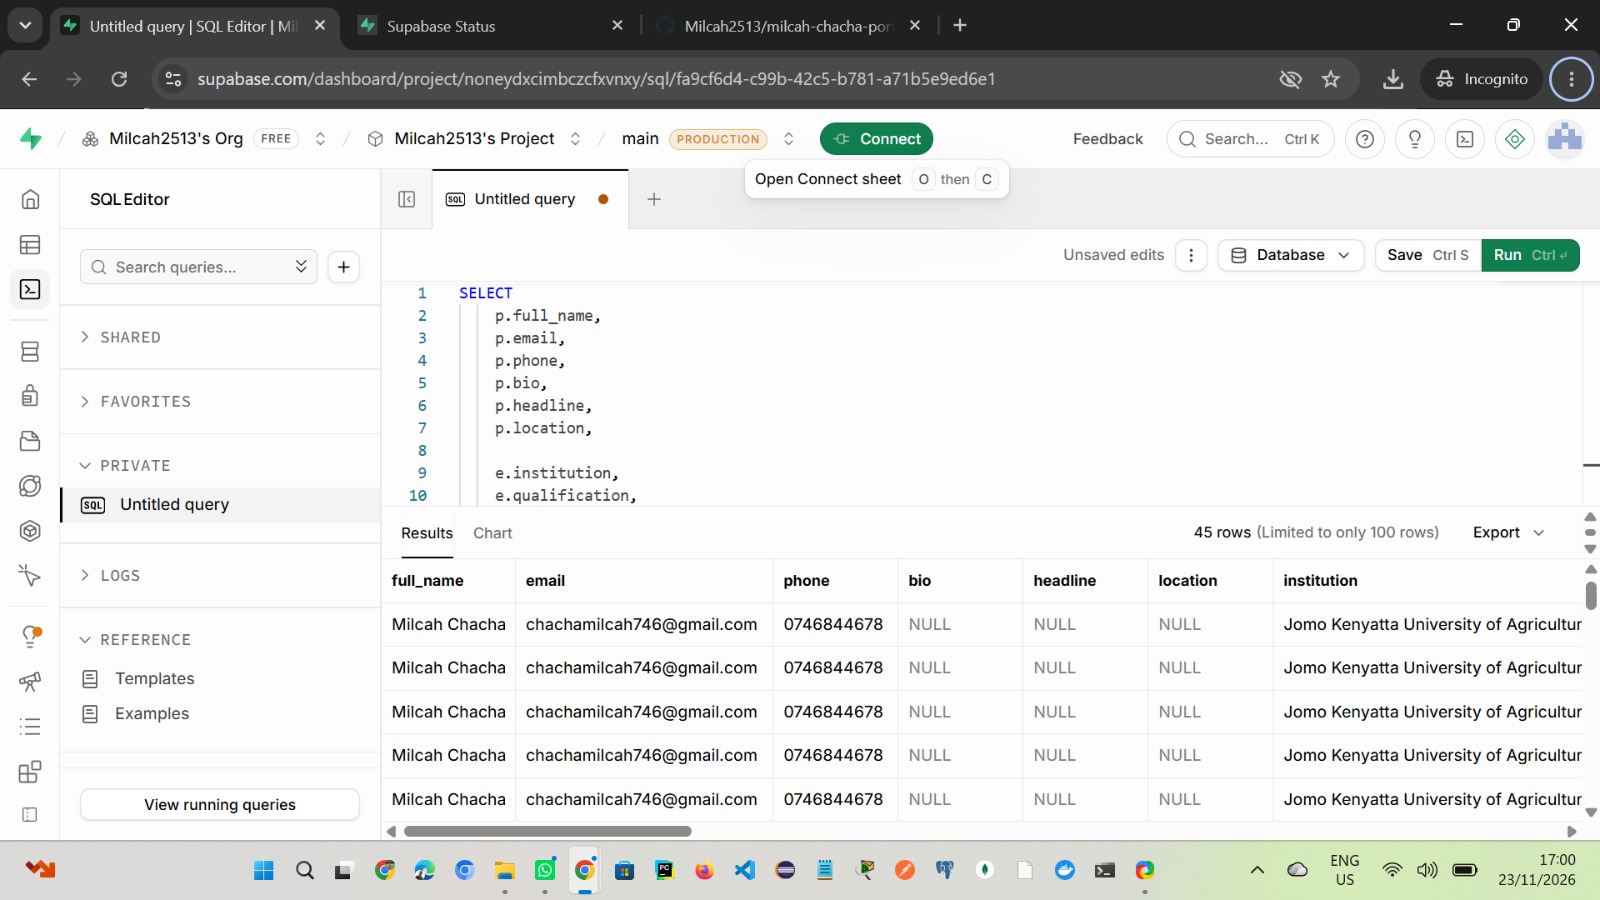 Untitled query | SQL Editor | Mil
Supabase Status
Milcah2513/milcah-chacha-por
supabase.com/dashboard/project/noneydxcimbczcfxvnxy/sql/fa9cf6d4-c99b-42c5-b781-a71b5e9ed6e1
Incognito
Milcah2513's Org FREE
Milcah2513's Project
main PRODUCTION
Connect
Feedback
Search... Ctrl K
Open Connect sheet O then C
SQL Editor
SQL Untitled query
Search queries...
Unsaved edits
Database
Save Ctrl S
Run Ctrl ↵
SHARED
FAVORITES
PRIVATE
SQL Untitled query
LOGS
REFERENCE
Templates
Examples
View running queries
1 SELECT
2 p.full_name,
3 p.email,
4 p.phone,
5 p.bio,
6 p.headline,
7 p.location,
8
9 e.institution,
10 e.qualification,
Results Chart
45 rows (Limited to only 100 rows) Export
full_name email phone bio headline location institution
Milcah Chacha chachamilcah746@gmail.com 0746844678 NULL NULL NULL Jomo Kenyatta University of Agricultur
Milcah Chacha chachamilcah746@gmail.com 0746844678 NULL NULL NULL Jomo Kenyatta University of Agricultur
Milcah Chacha chachamilcah746@gmail.com 0746844678 NULL NULL NULL Jomo Kenyatta University of Agricultur
Milcah Chacha chachamilcah746@gmail.com 0746844678 NULL NULL NULL Jomo Kenyatta University of Agricultur
Milcah Chacha chachamilcah746@gmail.com 0746844678 NULL NULL NULL Jomo Kenyatta University of Agricultur
ENG
US
17:00
23/11/2026